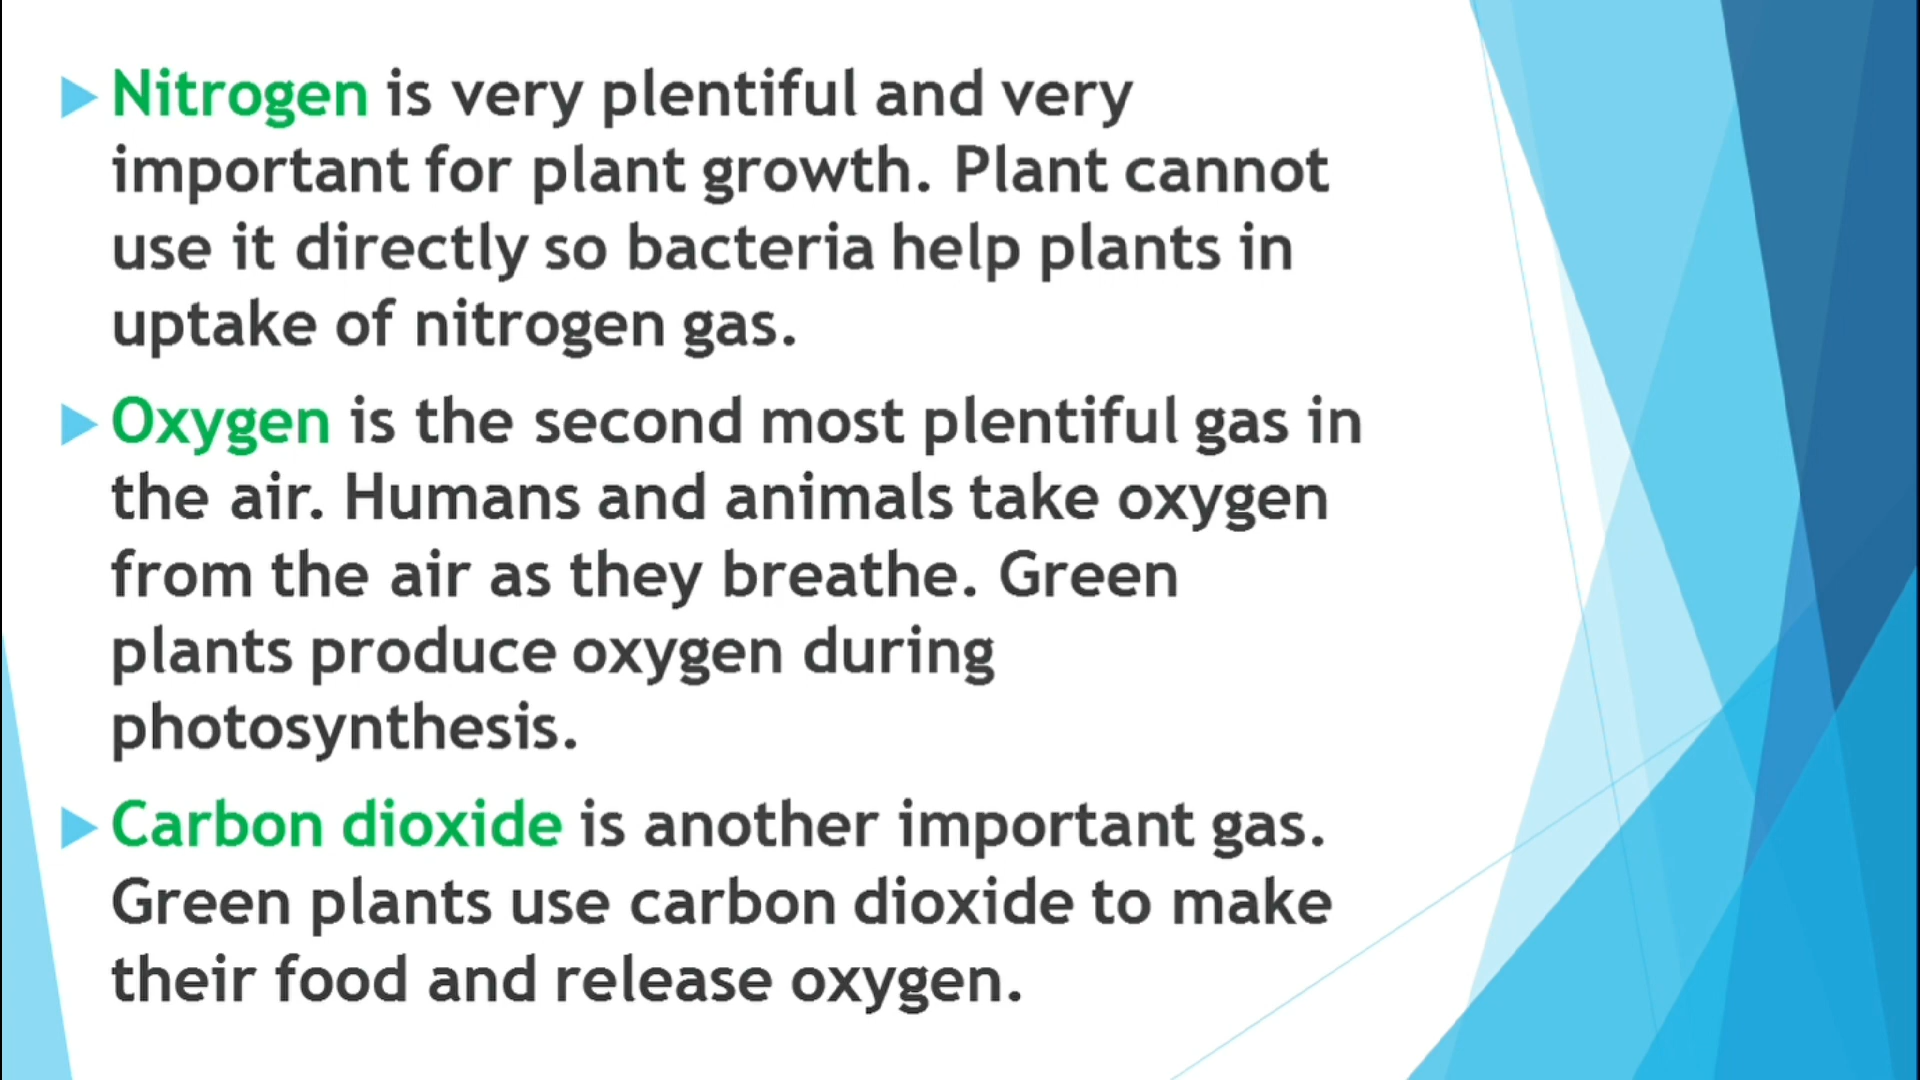 Nitrogen is very plentiful and very
important for plant growth. Plant cannot
use it directly so bacteria help plants in
uptake of nitrogen gas.
Oxygen is the second most plentiful gas in
the air. Humans and animals take oxygen
from the air as they breathe. Green
plants produce oxygen during
photosynthesis.
Carbon dioxide is another important gas.
Green plants use carbon dioxide to make
their food and release oxygen.